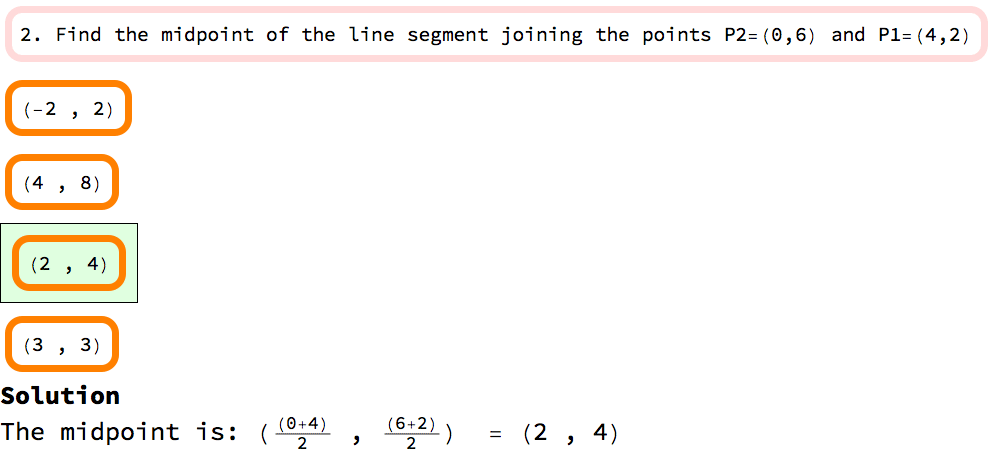 2. Find the midpoint of the line segment joining the points P2=(0,6) and P1=(4,2)
(-2 , 2)
(4 , 8)
(2 , 4)
(3 , 3)
Solution
The midpoint is: ( (0+4)/2 , (6+2)/2 ) = (2 , 4)